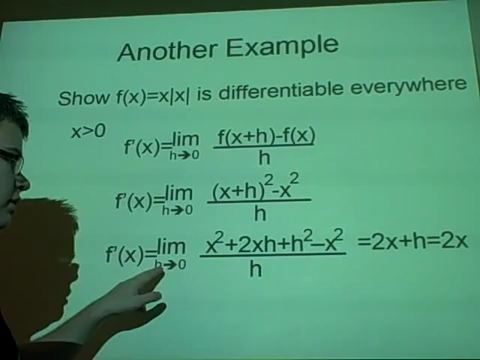 Another Example
Show f(x)=x|x| is differentiable everywhere
x>0
f'(x)=lim h→0 f(x+h)-f(x) / h
f'(x)=lim h→0 (x+h)²-x² / h
f'(x)=lim h→0 x²+2xh+h²–x² / h =2x+h=2x